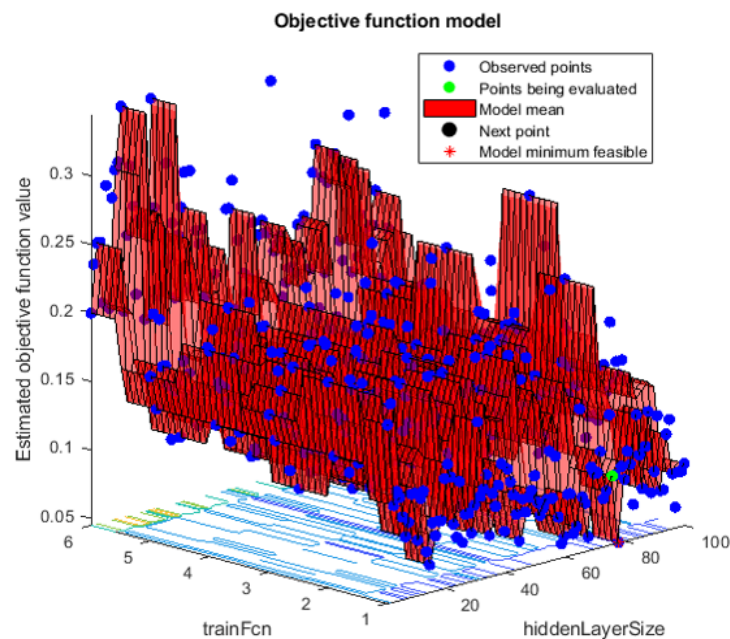 Objective function model
Observed points
Points being evaluated
Model mean
Next point
Model minimum feasible
Estimated objective function value
0.3
0.25
0.2
0.15
0.1
0.05
6
5
4
3
2
1
trainFcn
20
40
60
80
100
hiddenLayerSize